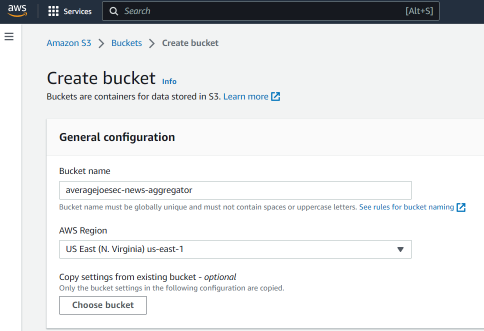 aws
Services
Search
[Alt+S]
Amazon S3 > Buckets > Create bucket
Create bucket Info
Buckets are containers for data stored in S3. Learn more
General configuration
Bucket name
averagejoesec-news-aggregator
Bucket name must be globally unique and must not contain spaces or uppercase letters. See rules for bucket naming
AWS Region
US East (N. Virginia) us-east-1
Copy settings from existing bucket - optional
Only the bucket settings in the following configuration are copied.
Choose bucket